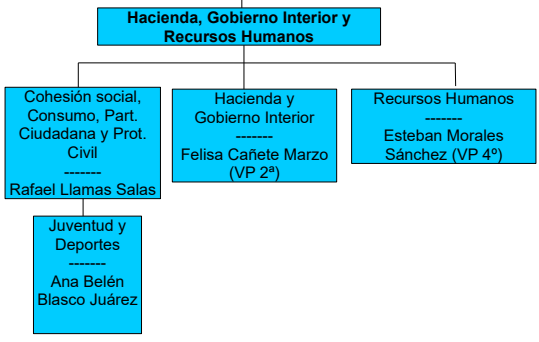 Hacienda, Gobierno Interior y
Recursos Humanos
Cohesión social,
Consumo, Part.
Ciudadana y Prot.
Civil
-------
Rafael Llamas Salas
Hacienda y
Gobierno Interior
-------
Felisa Cañete Marzo
(VP 2ª)
Recursos Humanos
-------
Esteban Morales
Sánchez (VP 4º)
Juventud y
Deportes
-------
Ana Belén
Blasco Juárez